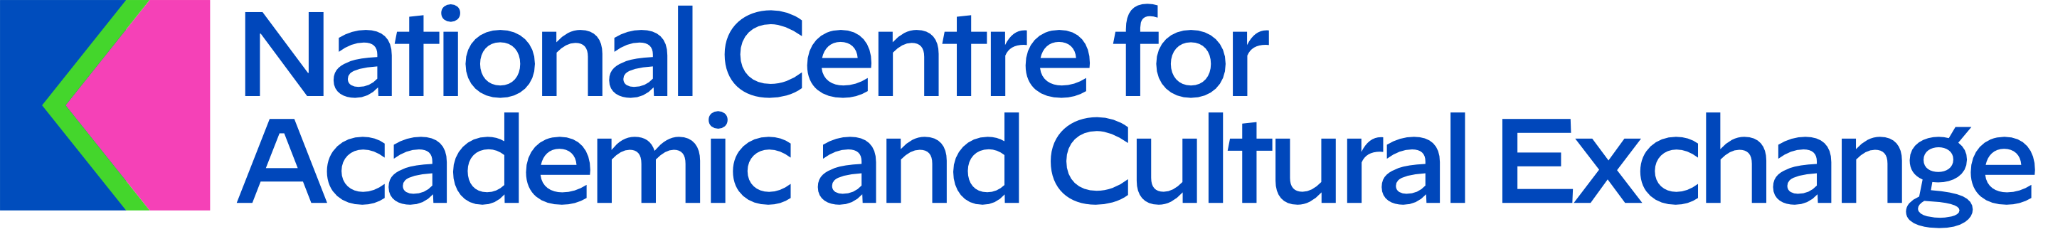 National Centre for
Academic and Cultural Exchange